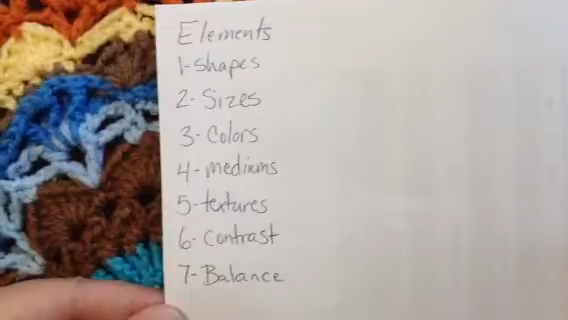 Elements
1-shapes
2-Sizes
3-Colors
4-mediums
5-textures
6-Contrast
7-Balance